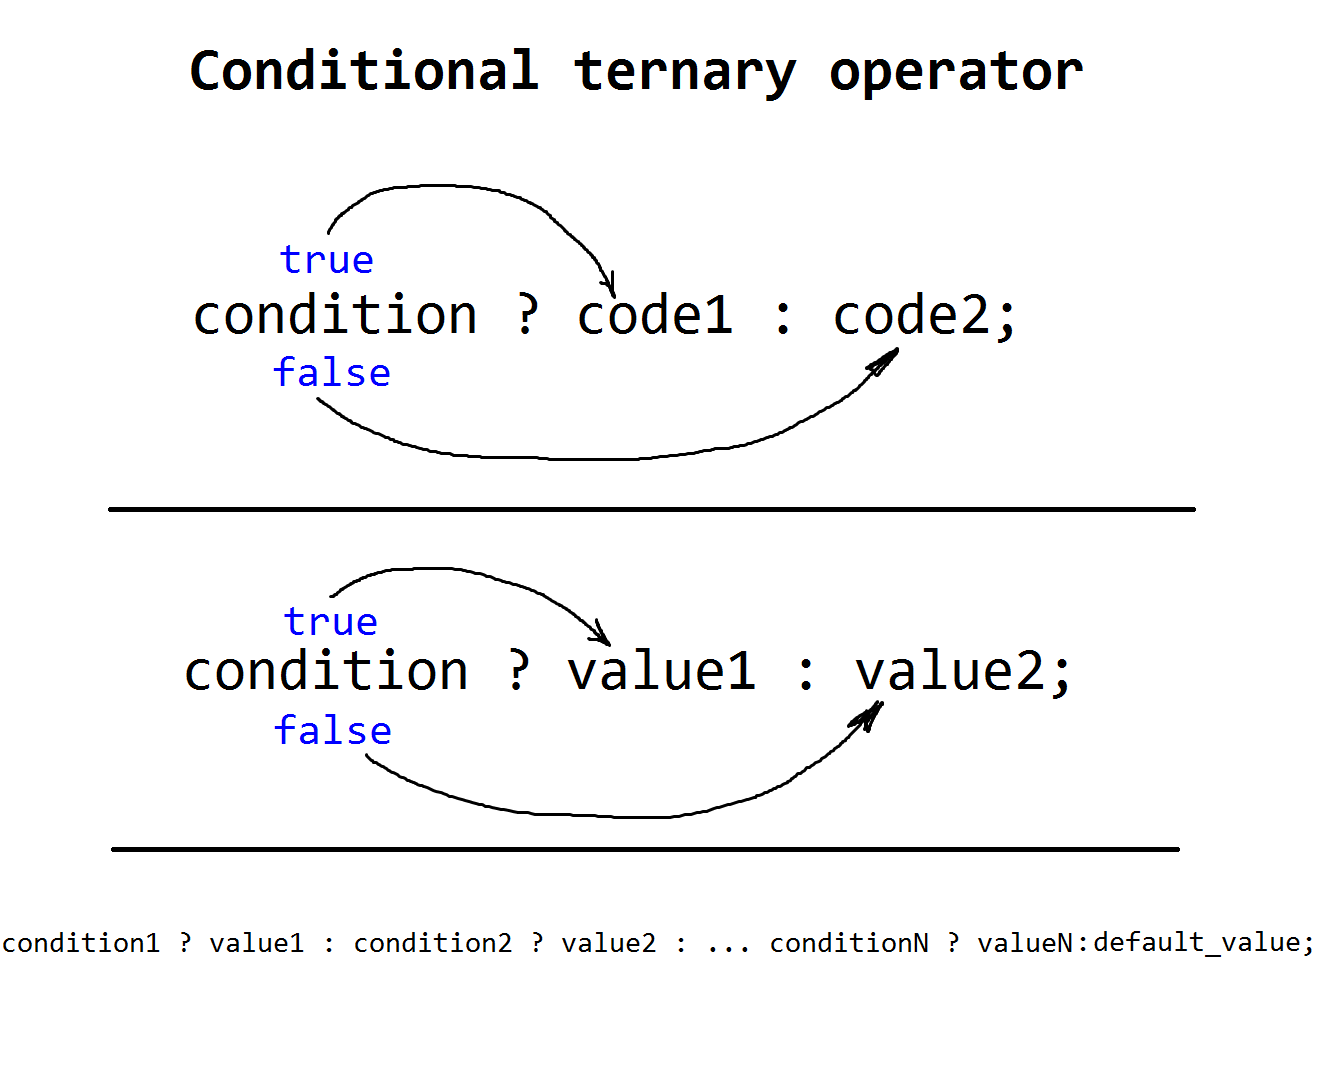 Conditional ternary operator
true
condition ? code1 : code2;
false
true
condition ? value1 : value2;
false
condition1 ? value1 : condition2 ? value2 : ... conditionN ? valueN:default_value;